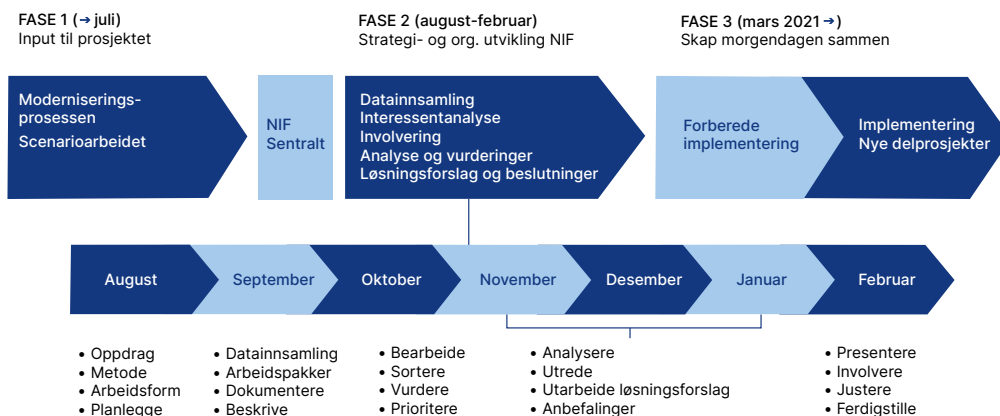 FASE 1 (→ juli)
Input til prosjektet
FASE 2 (august-februar)
Strategi- og org. utvikling NIF
FASE 3 (mars 2021 →)
Skap morgendagen sammen
Moderniserings-
prosessen
Scenarioarbeidet
NIF
Sentralt
Datainnsamling
Interessentanalyse
Involvering
Analyse og vurderinger
Løsningsforslag og beslutninger
Forberede
implementering
Implementering
Nye delprosjekter
August
September
Oktober
November
Desember
Januar
Februar
• Oppdrag
• Metode
• Arbeidsform
• Planlegge
• Datainnsamling
• Arbeidspakker
• Dokumentere
• Beskrive
• Bearbeide
• Sortere
• Vurdere
• Prioritere
• Analysere
• Utrede
• Utarbeide løsningsforslag
• Anbefalinger
• Presentere
• Involvere
• Justere
• Ferdigstille